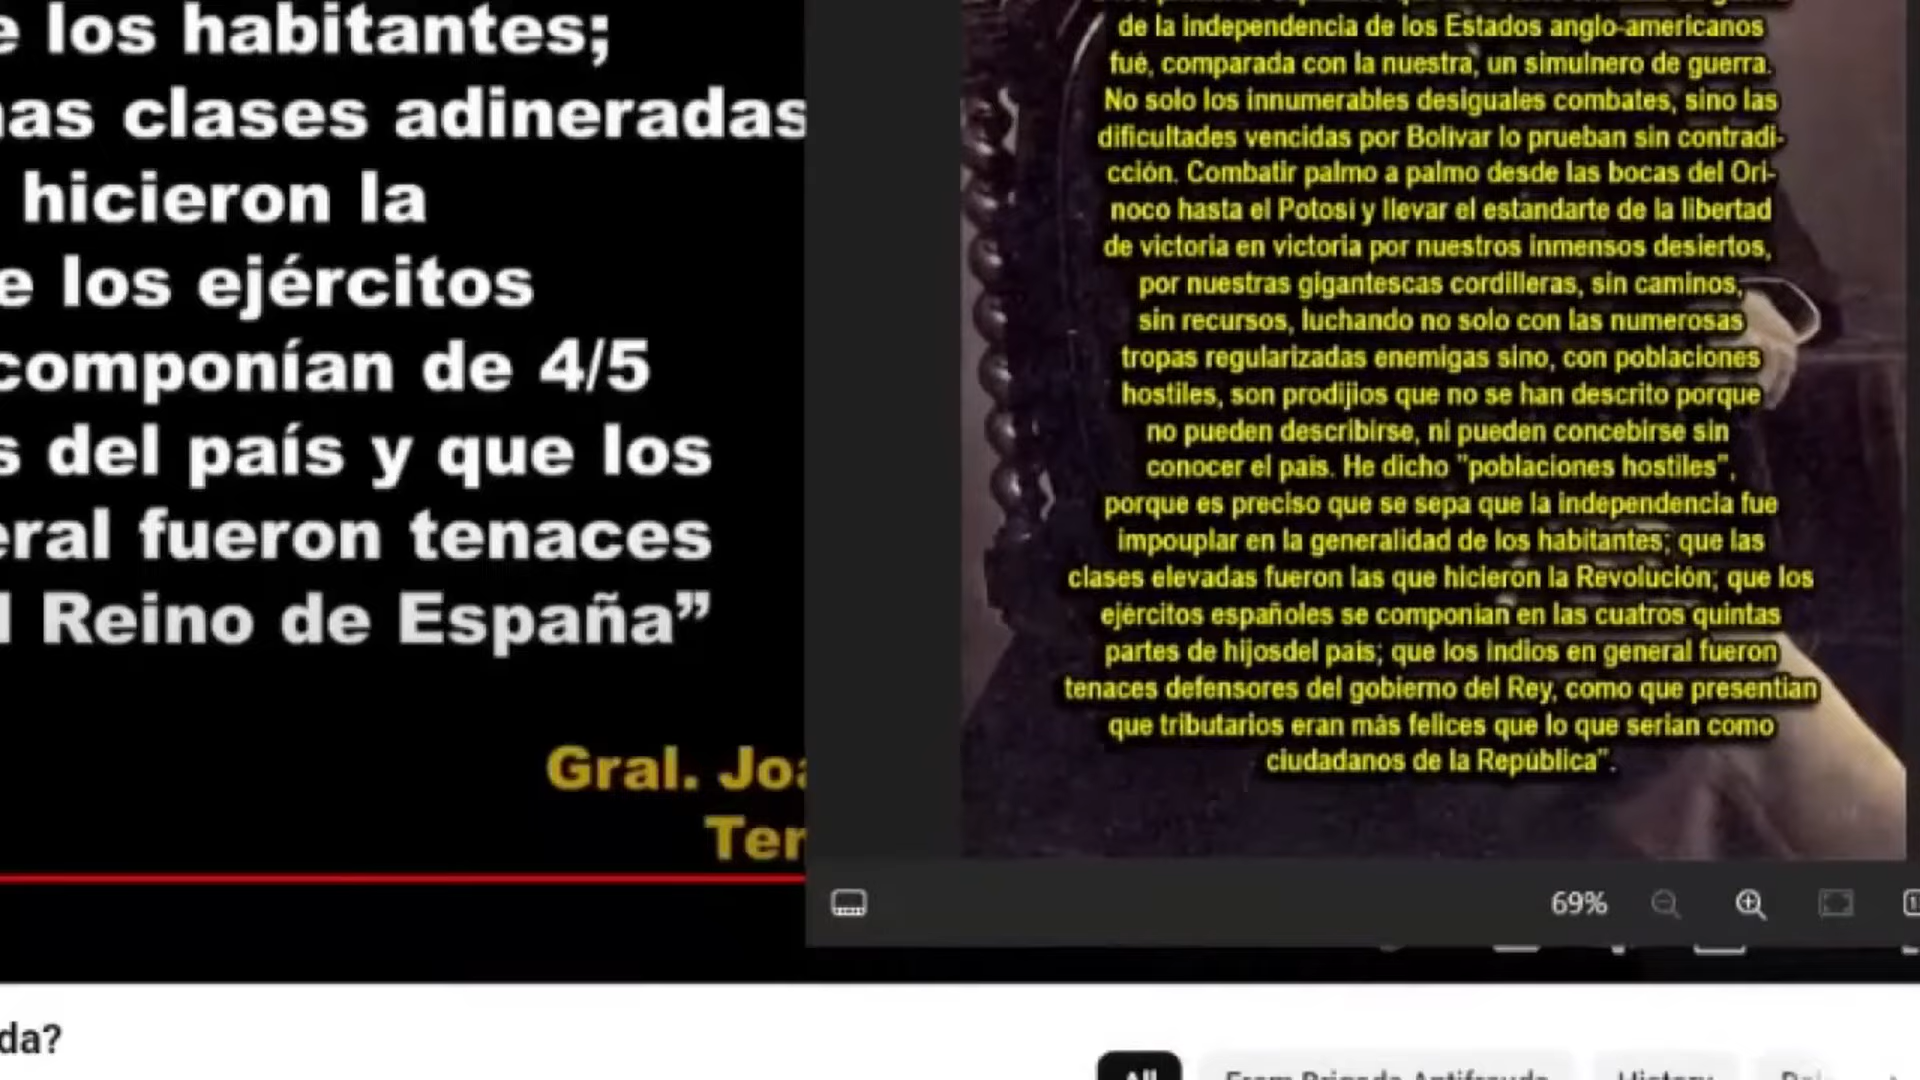 e los habitantes;
nas clases adineradas
hicieron la
e los ejércitos
componían de 4/5
s del país y que los
eral fueron tenaces
l Reino de España”
Gral. Joa
Ter
de la independencia de los Estados anglo-americanos
fué, comparada con la nuestra, un simulnero de guerra.
No solo los innumerables desiguales combates, sino las
dificultades vencidas por Bolívar lo prueban sin contradi-
cción. Combatir palmo a palmo desde las bocas del Ori-
noco hasta el Potosí y llevar el estandarte de la libertad
de victoria en victoria por nuestros inmensos desiertos,
por nuestras gigantescas cordilleras, sin caminos,
sin recursos, luchando no solo con las numerosas
tropas regularizadas enemigas sino, con poblaciones
hostiles, son prodijios que no se han descrito porque
no pueden describirse, ni pueden concebirse sin
conocer el país. He dicho "poblaciones hostiles",
porque es preciso que se sepa que la independencia fue
impouplar en la generalidad de los habitantes; que las
clases elevadas fueron las que hicieron la Revolución; que los
ejércitos españoles se componían en las cuatros quintas
partes de hijosdel país; que los indios en general fueron
tenaces defensores del gobierno del Rey, como que presentían
que tributarios eran más felices que lo que serían como
ciudadanos de la República".
69%
da?
All
From Brigada Antifraude
History